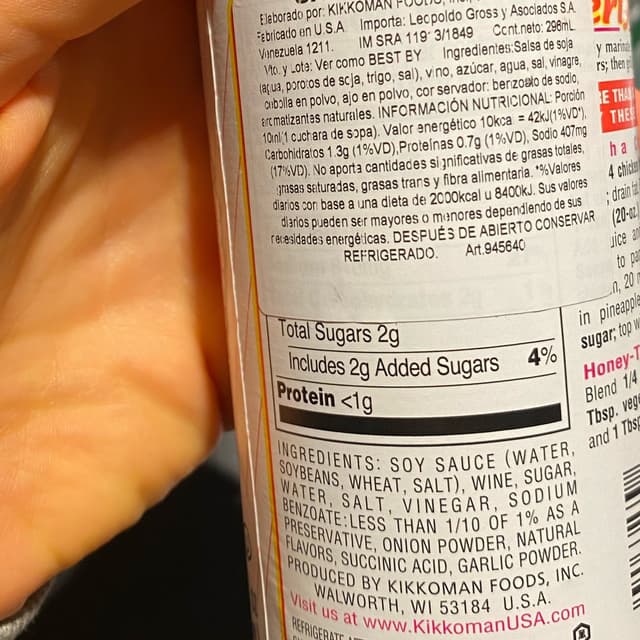 Elaborado por: KIKKOMAN FOODS, Inc.
Fabricado en U.S.A Importa: Leopoldo Gross y Asociados S.A.
Venezuela 1211. IM SRA 119° 3/1849 Cont.neto: 296mL
Vto. y Lote: Ver como BEST BY Ingredientes:Salsa de soja
(agua, porotos de soja, trigo, sal), vino, azúcar, agua, sal, vinagre,
cebolla en polvo, ajo en polvo, conservador: benzoato de sodio,
aromatizantes naturales. INFORMACIÓN NUTRICIONAL: Porción
10ml(1 cuchara de sopa). Valor energético 10kcal = 42kJ(1%VD*),
Carbohidratos 1.3g (1%VD),Proteínas 0.7g (1%VD), Sodio 407mg
(17%VD). No aporta cantidades significativas de grasas totales,
grasas saturadas, grasas trans y fibra alimentaria. *%Valores
diarios con base a una dieta de 2000kcal u 8400kJ. Sus valores
diarios pueden ser mayores o menores dependiendo de sus
necesidades energéticas. DESPUÉS DE ABIERTO CONSERVAR
REFRIGERADO. Art.945640
Total Sugars 2g
Includes 2g Added Sugars 4%
Protein <1g
INGREDIENTS: SOY SAUCE (WATER,
SOYBEANS, WHEAT, SALT), WINE, SUGAR,
WATER, SALT, VINEGAR, SODIUM
BENZOATE:LESS THAN 1/10 OF 1% AS A
PRESERVATIVE, ONION POWDER, NATURAL
FLAVORS, SUCCINIC ACID, GARLIC POWDER.
PRODUCED BY KIKKOMAN FOODS, INC.
WALWORTH, WI 53184 U.S.A.
Visit us at www.KikkomanUSA.com
REFRIGERATE
4 chicken
(20-oz.
in pineapple
sugar; top
Honey-T
Blend 1/4
Tbsp. vege
and 1 Tbsp